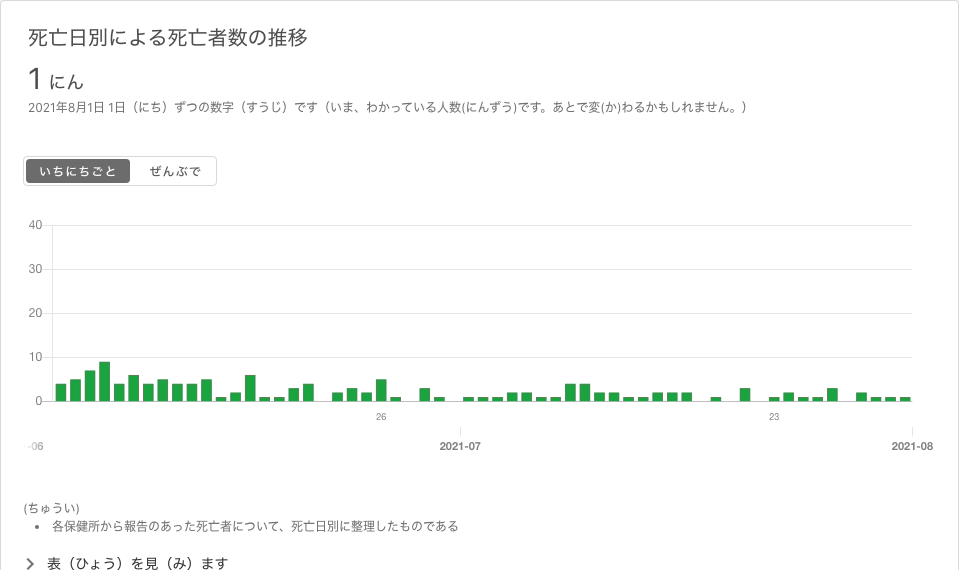 死亡日別による死亡者数の推移
1 にん
2021年8月1日 1日（にち）ずつの数字（すうじ）です（いま、わかっている人数(にんずう)です。あとで変(か)わるかもしれません。）
いちにちごと ぜんぶで
40
30
20
10
0
26 23
-06 2021-07 2021-08
(ちゅうい)
• 各保健所から報告のあった死亡者について、死亡日別に整理したものである
表（ひょう）を見（み）ます